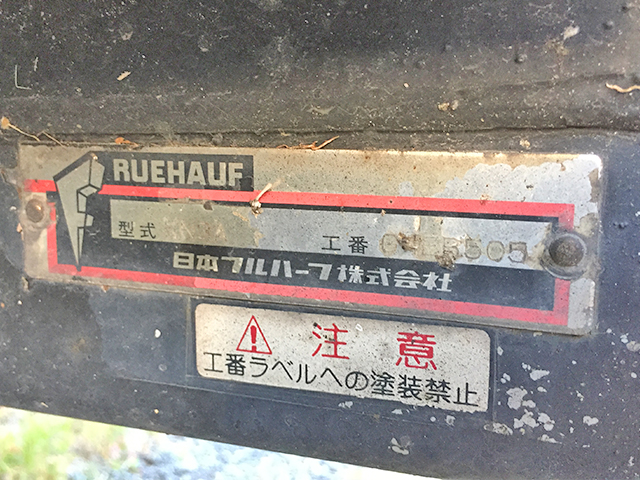 RUEHAUF
型式
工番
日本フルハーフ株式会社
注意
工番ラベルへの塗装禁止